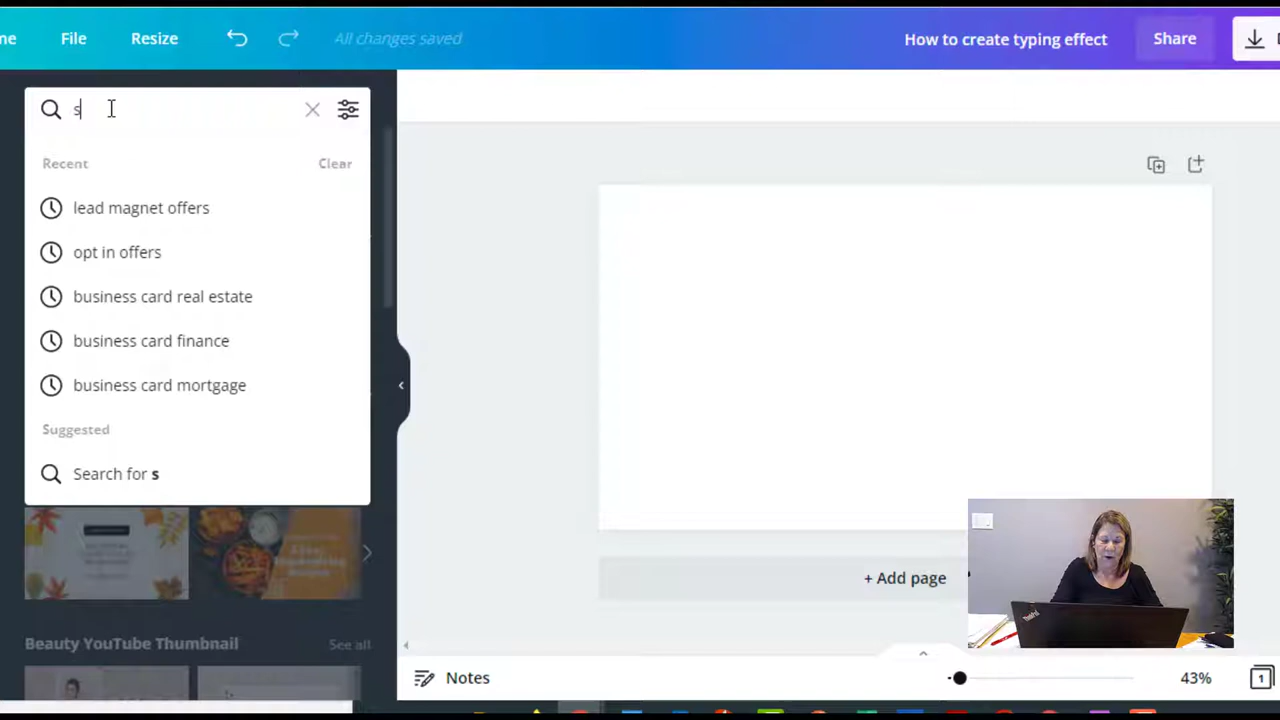 me File Resize All changes saved How to create typing effect Share
s
Recent Clear
lead magnet offers
opt in offers
business card real estate
business card finance
business card mortgage
Suggested
Search for s
+ Add page
Beauty YouTube Thumbnail See all
Notes 43% 1